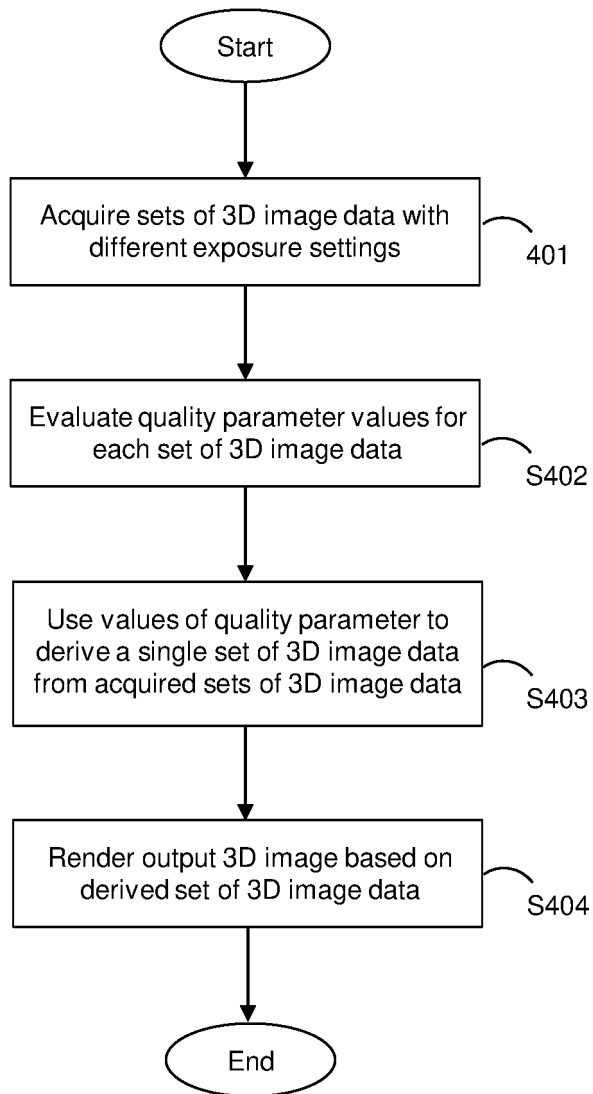 Start
Acquire sets of 3D image data with
different exposure settings
401
Evaluate quality parameter values for
each set of 3D image data
S402
Use values of quality parameter to
derive a single set of 3D image data
from acquired sets of 3D image data
S403
Render output 3D image based on
derived set of 3D image data
S404
End